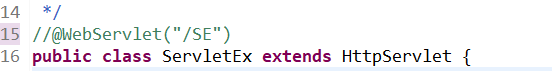 14 */
15 //@WebServlet("/SE")
16 public class ServletEx extends HttpServlet {